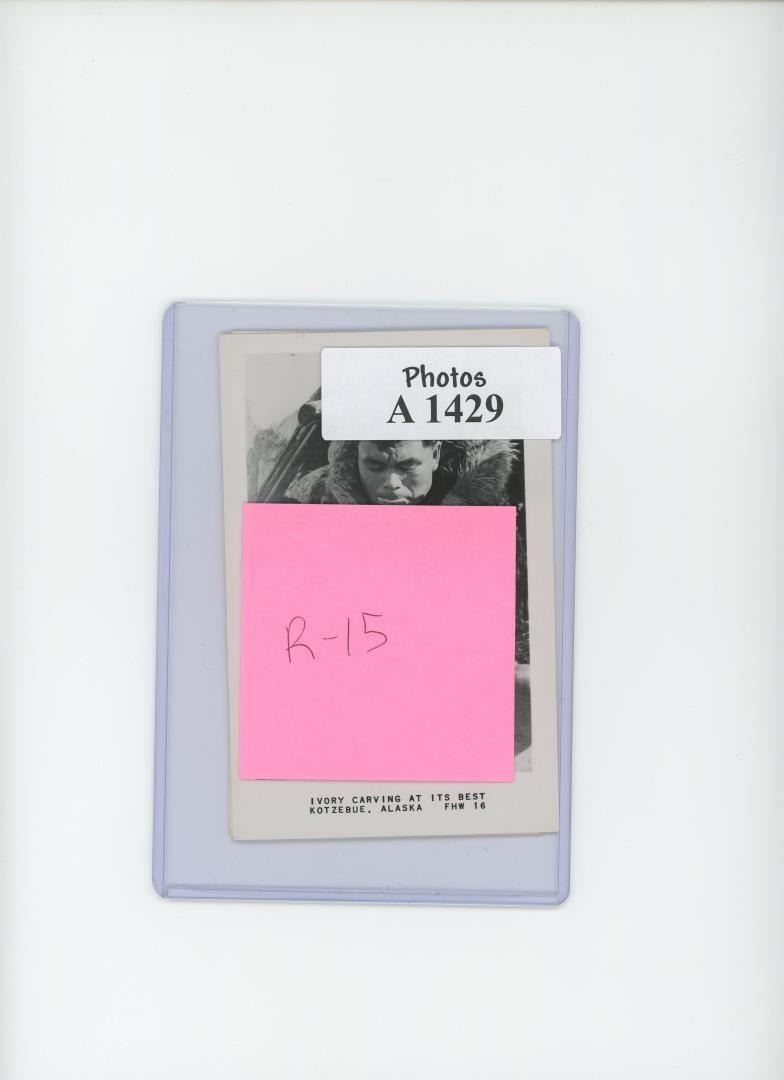 Photos
A 1429
R-15
IVORY CARVING AT ITS BEST
KOTZEBUE, ALASKA FHW 16